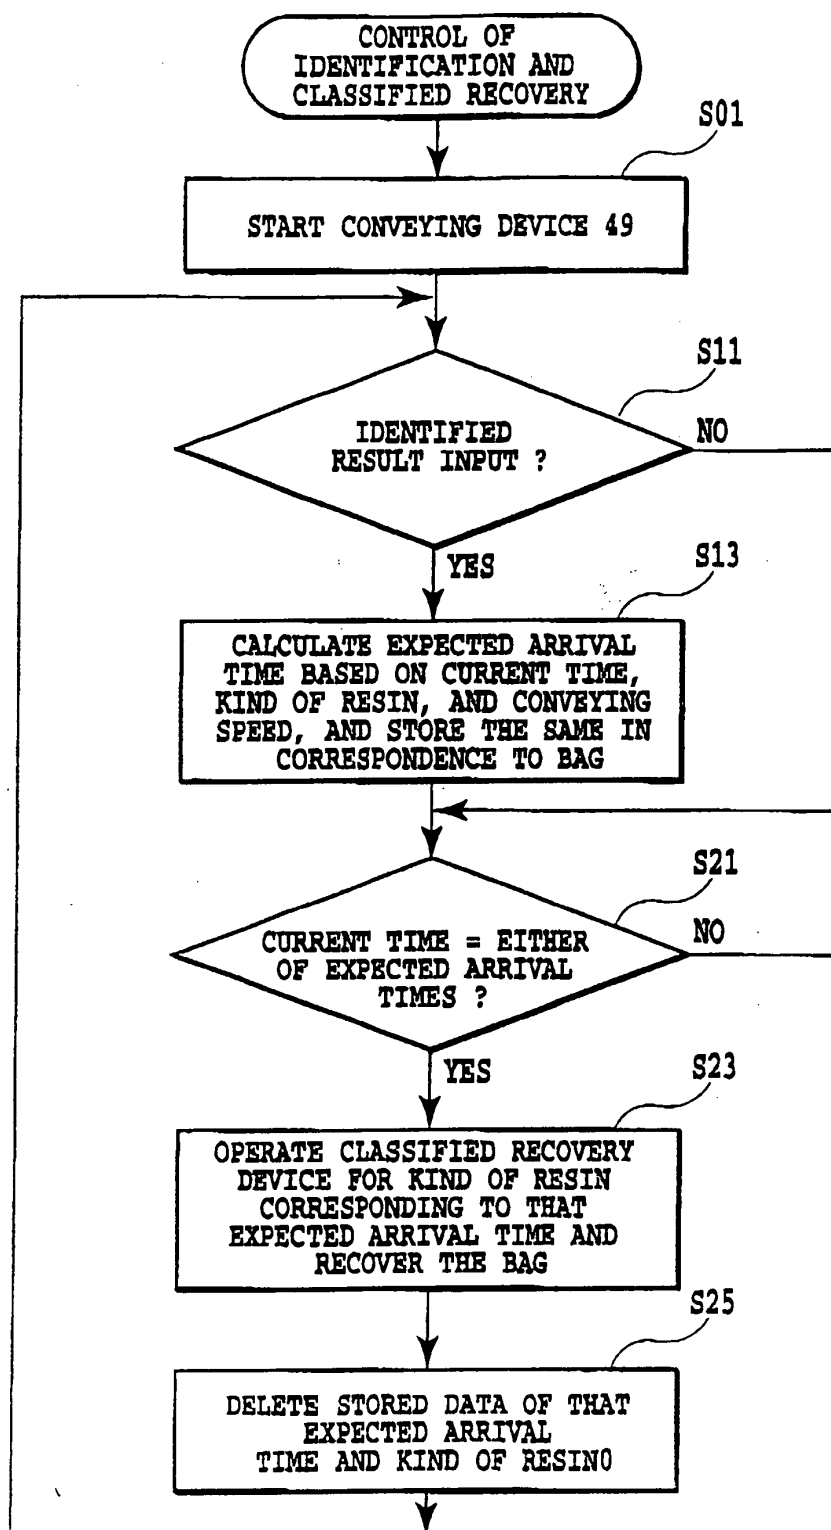 CONTROL OF
IDENTIFICATION AND
CLASSIFIED RECOVERY
S01
START CONVEYING DEVICE 49
S11
IDENTIFIED
RESULT INPUT ?
NO
YES
S13
CALCULATE EXPECTED ARRIVAL
TIME BASED ON CURRENT TIME,
KIND OF RESIN, AND CONVEYING
SPEED, AND STORE THE SAME IN
CORRESPONDENCE TO BAG
S21
CURRENT TIME = EITHER
OF EXPECTED ARRIVAL
TIMES ?
NO
YES
S23
OPERATE CLASSIFIED RECOVERY
DEVICE FOR KIND OF RESIN
CORRESPONDING TO THAT
EXPECTED ARRIVAL TIME AND
RECOVER THE BAG
S25
DELETE STORED DATA OF THAT
EXPECTED ARRIVAL
TIME AND KIND OF RESIN0